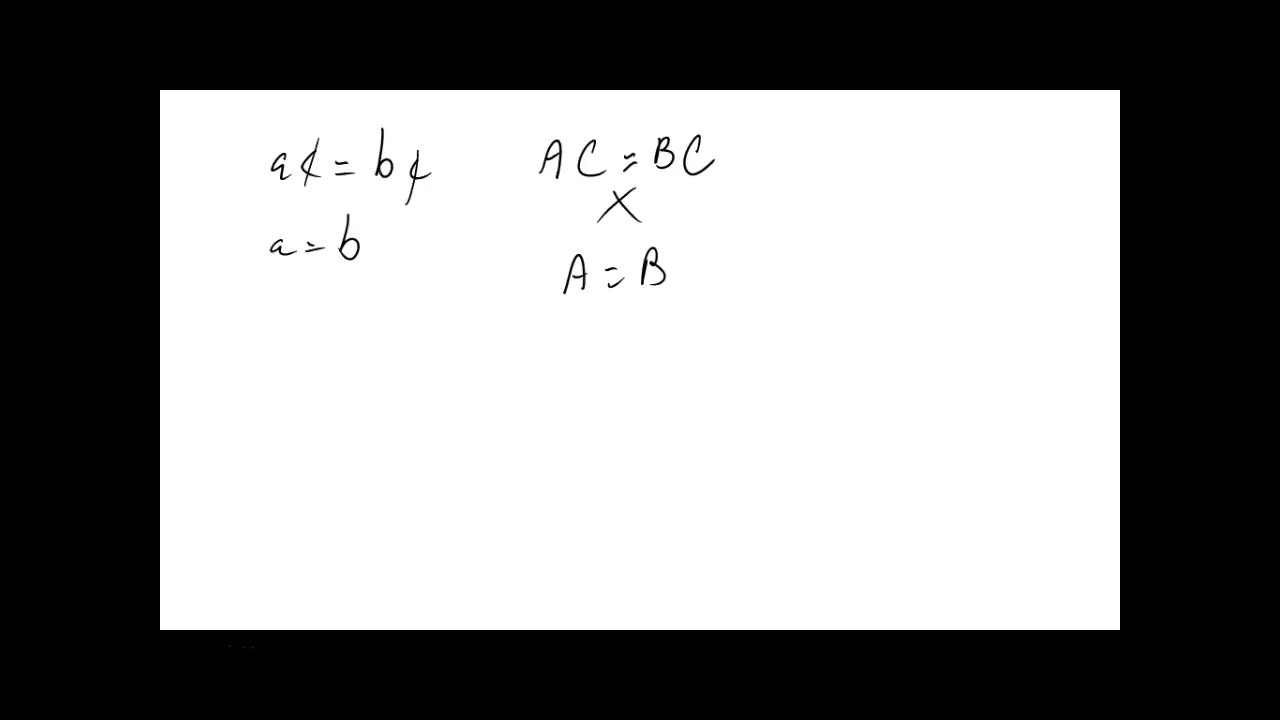 ac = bc
a = b
AC = BC
X
A = B